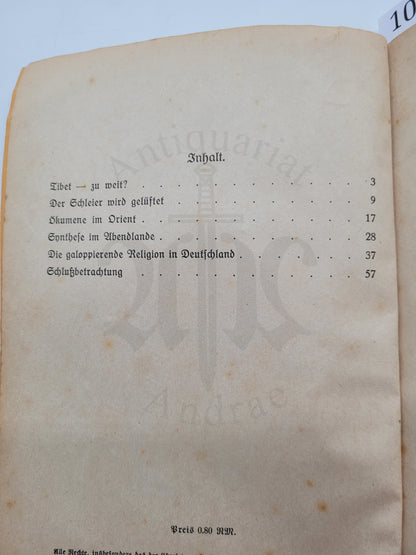 10
Inhalt.
Tibet — zu weit? . . . . . . . . . . . 3
Der Schleier wird gelüftet . . . . . . . . . 9
Ökumene im Orient . . . . . . . . . . 17
Synthese im Abendlande . . . . . . . . . 28
Die galoppierende Religion in Deutschland . . . . . 37
Schlußbetrachtung . . . . . . . . . . . 57
Antiquariat
Andrae
Preis 0.80 RM.
Alle Rechte, insbesondere das der